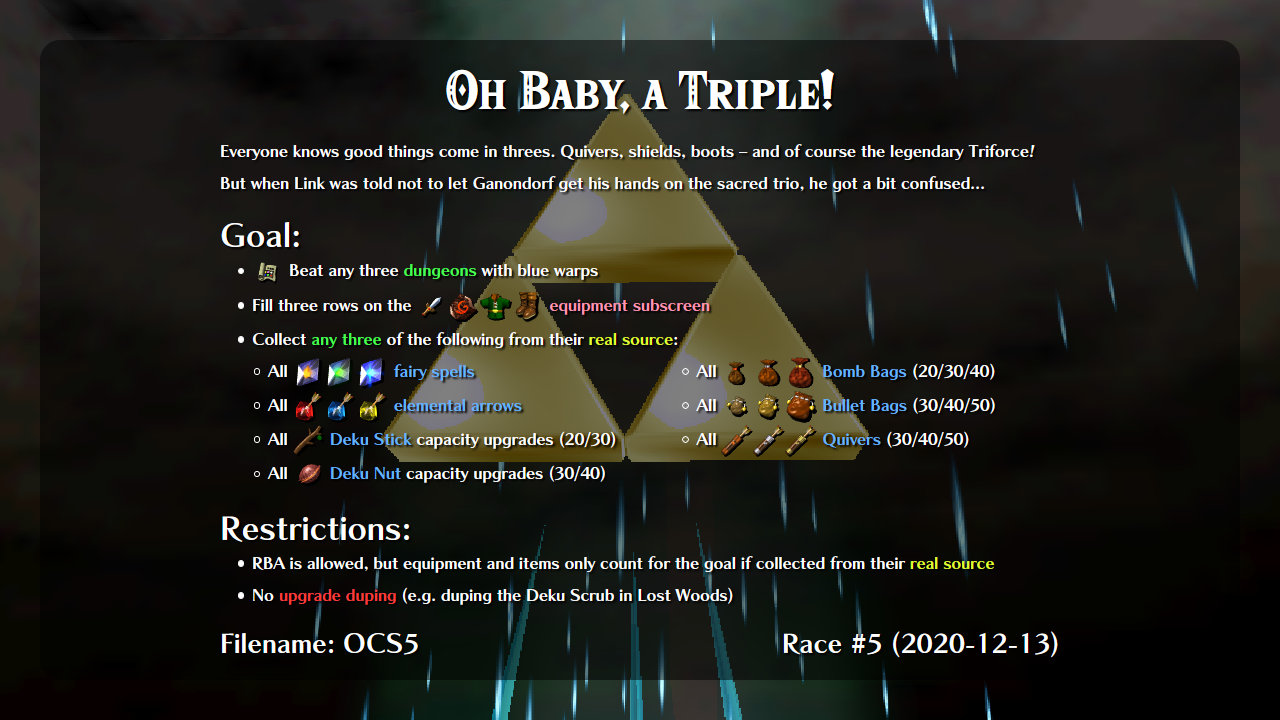 Oh Baby, a Triple!
Everyone knows good things come in threes. Quivers, shields, boots – and of course the legendary Triforce!
But when Link was told not to let Ganondorf get his hands on the sacred trio, he got a bit confused...
Goal:
• Beat any three dungeons with blue warps
• Fill three rows on the equipment subscreen
• Collect any three of the following from their real source:
○ All fairy spells
○ All elemental arrows
○ All Deku Stick capacity upgrades (20/30)
○ All Deku Nut capacity upgrades (30/40)
○ All Bomb Bags (20/30/40)
○ All Bullet Bags (30/40/50)
○ All Quivers (30/40/50)
Restrictions:
• RBA is allowed, but equipment and items only count for the goal if collected from their real source
• No upgrade duping (e.g. duping the Deku Scrub in Lost Woods)
Filename: OCS5
Race #5 (2020-12-13)